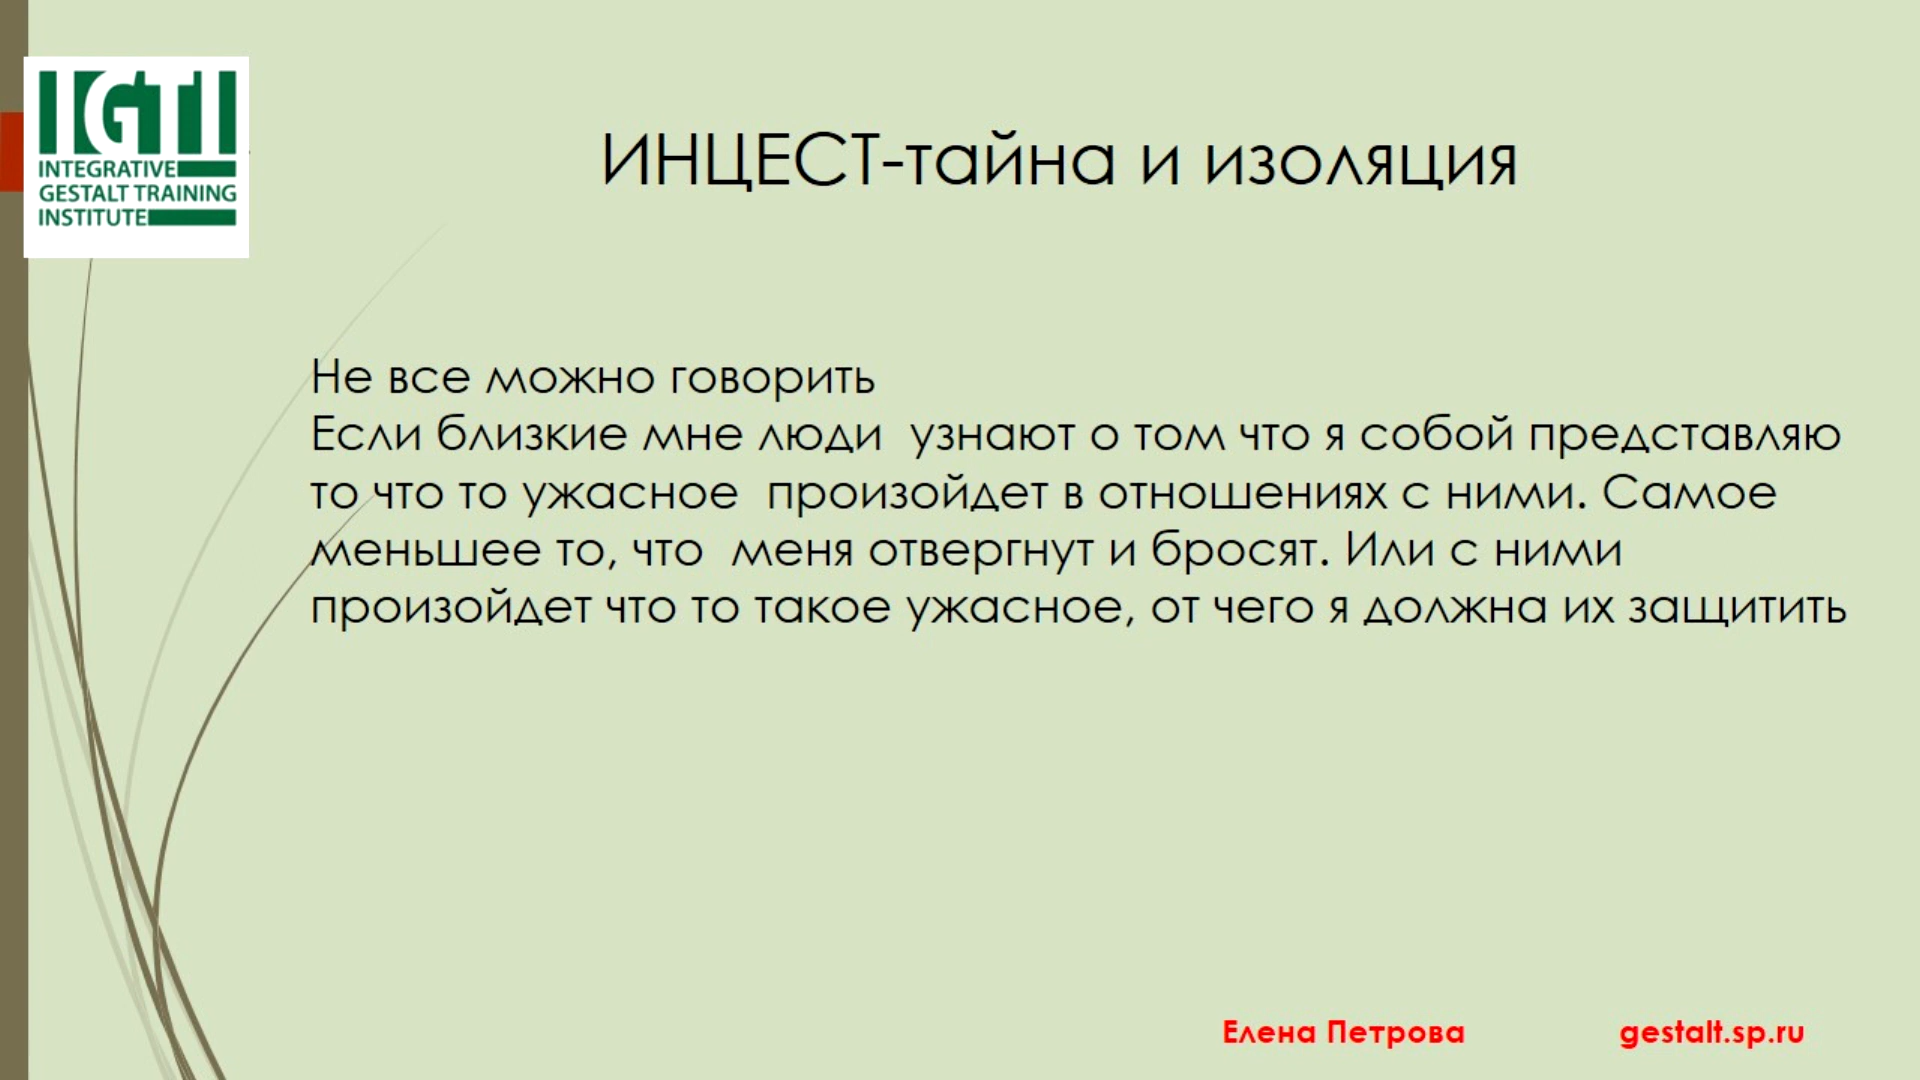 IGTI
INTEGRATIVE
GESTALT TRAINING
INSTITUTE
ИНЦЕСТ-тайна и изоляция
Не все можно говорить
Если близкие мне люди узнают о том что я собой представляю
то что то ужасное произойдет в отношениях с ними. Самое
меньшее то, что меня отвергнут и бросят. Или с ними
произойдет что то такое ужасное, от чего я должна их защитить
Елена Петрова gestalt.sp.ru